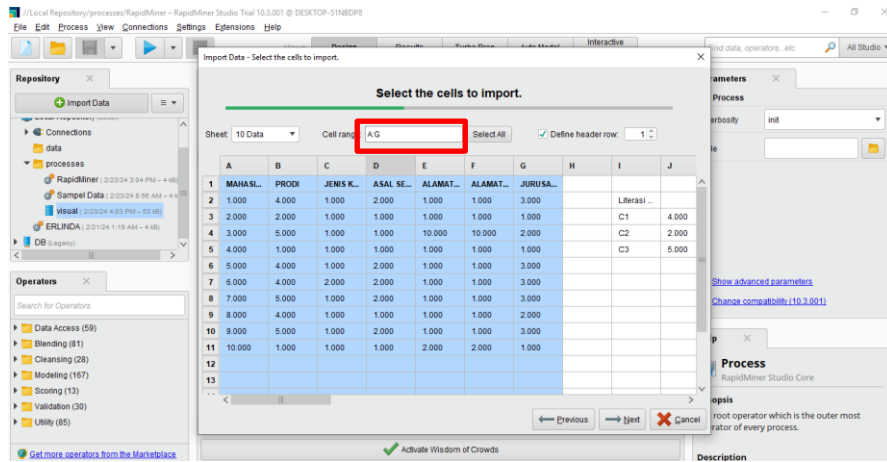 //Local Repository/processes/RapidMiner – RapidMiner Studio Trial 10.3.001 @ DESKTOP-51NBDP8
File Edit Process View Connections Settings Extensions Help
Interactive
Find data, operators...etc
All Studio
Import Data - Select the cells to import.
Repository
Import Data
Connections
data
processes
RapidMiner (2/23/24 3:04 PM – 4 kB)
Sampel Data (2/23/24 8:56 AM – 4 k
visual (2/23/24 4:03 PM – 53 kB)
ERLINDA (2/21/24 1:19 AM – 4 kB)
DB (Legacy)
Operators
Search for Operators
Data Access (59)
Blending (81)
Cleansing (28)
Modeling (167)
Scoring (13)
Validation (30)
Utility (85)
Get more operators from the Marketplace
Select the cells to import.
Sheet 10 Data Cell range: A:G Select All Define header row: 1
A B C D E F G H I J
1 MAHASI... PRODI JENIS K... ASAL SE... ALAMAT... ALAMAT... JURUSA...
2 1.000 4.000 1.000 2.000 1.000 1.000 3.000 Literasi ...
3 2.000 2.000 1.000 1.000 1.000 1.000 1.000 C1 4.000
4 3.000 5.000 1.000 1.000 10.000 10.000 2.000 C2 2.000
5 4.000 1.000 1.000 1.000 1.000 1.000 1.000 C3 5.000
6 5.000 4.000 1.000 2.000 1.000 1.000 3.000
7 6.000 4.000 2.000 1.000 1.000 1.000 3.000
8 7.000 5.000 1.000 2.000 1.000 1.000 3.000
9 8.000 4.000 1.000 1.000 1.000 1.000 2.000
10 9.000 5.000 1.000 2.000 1.000 1.000 3.000
11 10.000 1.000 1.000 1.000 2.000 2.000 1.000
12
13
Previous Next Cancel
Activate Wisdom of Crowds
rameters
Process
erbosity init
Show advanced parameters
Change compatibility (10.3.001)
Process
RapidMiner Studio Core
opsis
root operator which is the outer most
rator of every process.
Description